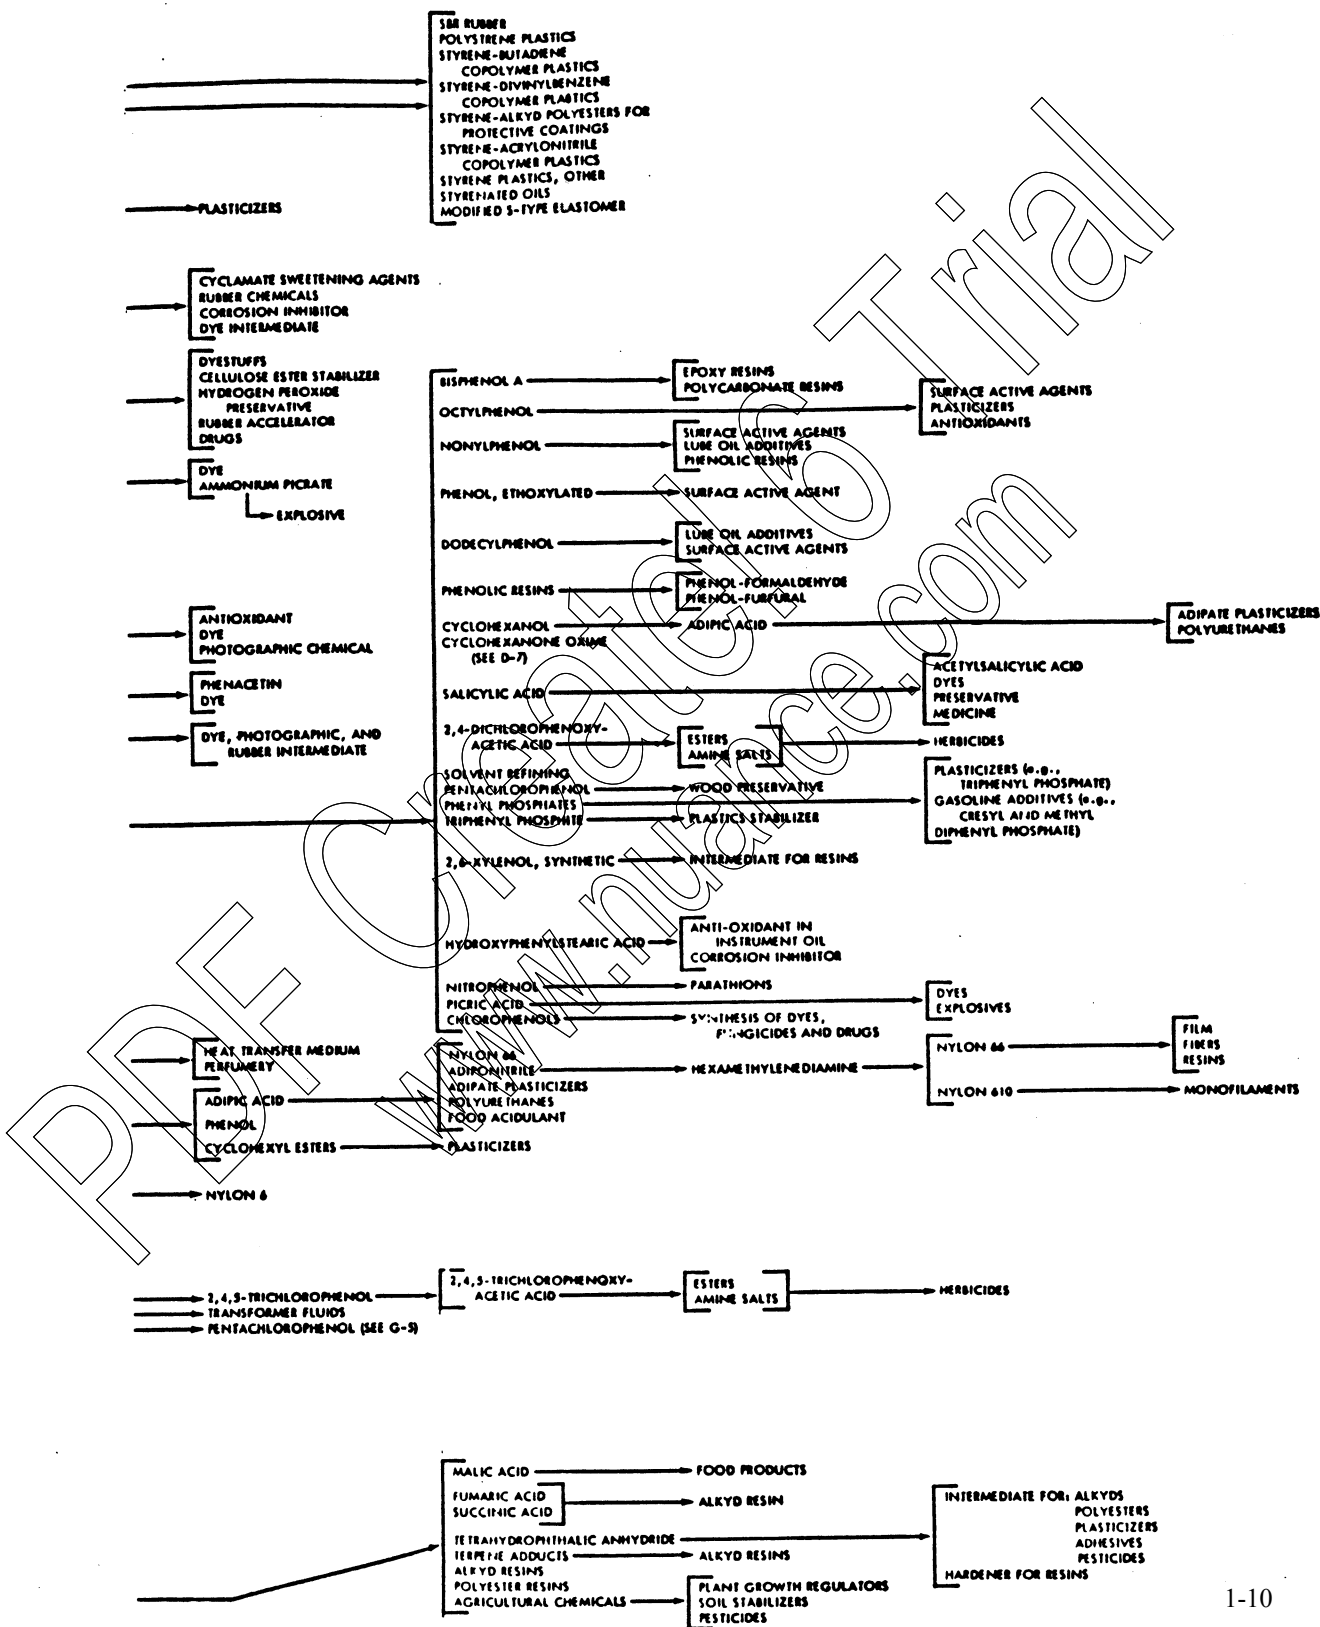 SBR RUBBER
POLYSTRENE PLASTICS
STYRENE-BUTADIENE
COPOLYMER PLASTICS
STYRENE-DIVINYLBENZENE
COPOLYMER PLASTICS
STYRENE-ALKYD POLYESTERS FOR
PROTECTIVE COATINGS
STYRENE-ACRYLONITRILE
COPOLYMER PLASTICS
STYRENE PLASTICS, OTHER
STYRENATED OILS
MODIFIED S-TYPE ELASTOMER
PLASTICIZERS
CYCLAMATE SWEETENING AGENTS
RUBBER CHEMICALS
CORROSION INHIBITOR
DYE INTERMEDIATE
DYESTUFFS
CELLULOSE ESTER STABILIZER
HYDROGEN PEROXIDE
PRESERVATIVE
RUBBER ACCELERATOR
DRUGS
DYE
AMMONIUM PICRATE
EXPLOSIVE
ANTIOXIDANT
DYE
PHOTOGRAPHIC CHEMICAL
PHENACETIN
DYE
DYE, PHOTOGRAPHIC, AND
RUBBER INTERMEDIATE
BISPHENOL A
EPOXY RESINS
POLYCARBONATE RESINS
OCTYLPHENOL
SURFACE ACTIVE AGENTS
PLASTICIZERS
ANTIOXIDANTS
NONYLPHENOL
SURFACE ACTIVE AGENTS
LUBE OIL ADDITIVES
PHENOLIC RESINS
PHENOL, ETHOXYLATED
SURFACE ACTIVE AGENT
DODECYLPHENOL
LUBE OIL ADDITIVES
SURFACE ACTIVE AGENTS
PHENOLIC RESINS
PHENOL-FORMALDEHYDE
PHENOL-FURFURAL
CYCLOHEXANOL
ADIPIC ACID
ADIPATE PLASTICIZERS
POLYURETHANES
CYCLOHEXANONE OXIME
(SEE D-7)
SALICYLIC ACID
ACETYLSALICYLIC ACID
DYES
PRESERVATIVE
MEDICINE
2,4-DICHLOROPHENOXY-
ACETIC ACID
ESTERS
AMINE SALTS
HERBICIDES
SOLVENT REFINING
PENTACHLOROPHENOL
WOOD PRESERVATIVE
PHENYL PHOSPHATES
PLASTICIZERS (e.g.,
TRIPHENYL PHOSPHATE)
GASOLINE ADDITIVES (e.g.,
CRESYL AND METHYL
DIPHENYL PHOSPHATE)
TRIPHENYL PHOSPHITE
PLASTICS STABILIZER
2,6-XYLENOL, SYNTHETIC
INTERMEDIATE FOR RESINS
HYDROXYPHENYLSTEARIC ACID
ANTI-OXIDANT IN
INSTRUMENT OIL
CORROSION INHIBITOR
NITROPHENOL
PARATHIONS
PICRIC ACID
DYES
EXPLOSIVES
CHLOROPHENOLS
SYNTHESIS OF DYES,
FUNGICIDES AND DRUGS
HEAT TRANSFER MEDIUM
PERFUMERY
ADIPIC ACID
PHENOL
CYCLOHEXYL ESTERS
PLASTICIZERS
NYLON 66
ADIPONITRILE
ADIPATE PLASTICIZERS
POLYURETHANES
FOOD ACIDULANT
HEXAMETHYLENEDIAMINE
NYLON 66
FILM
FIBERS
RESINS
NYLON 610
MONOFILAMENTS
NYLON 6
2,4,5-TRICHLOROPHENOL
2,4,5-TRICHLOROPHENOXY-
ACETIC ACID
ESTERS
AMINE SALTS
HERBICIDES
TRANSFORMER FLUIDS
PENTACHLOROPHENOL (SEE G-5)
MALIC ACID
FOOD PRODUCTS
FUMARIC ACID
SUCCINIC ACID
ALKYD RESIN
TETRAHYDROPHTHALIC ANHYDRIDE
INTERMEDIATE FOR: ALKYDS
POLYESTERS
PLASTICIZERS
ADHESIVES
PESTICIDES
HARDENER FOR RESINS
TERPENE ADDUCTS
ALKYD RESINS
ALKYD RESINS
POLYESTER RESINS
AGRICULTURAL CHEMICALS
PLANT GROWTH REGULATORS
SOIL STABILIZERS
PESTICIDES
1-10
PDF Create! 6 Trial
www.nuance.com